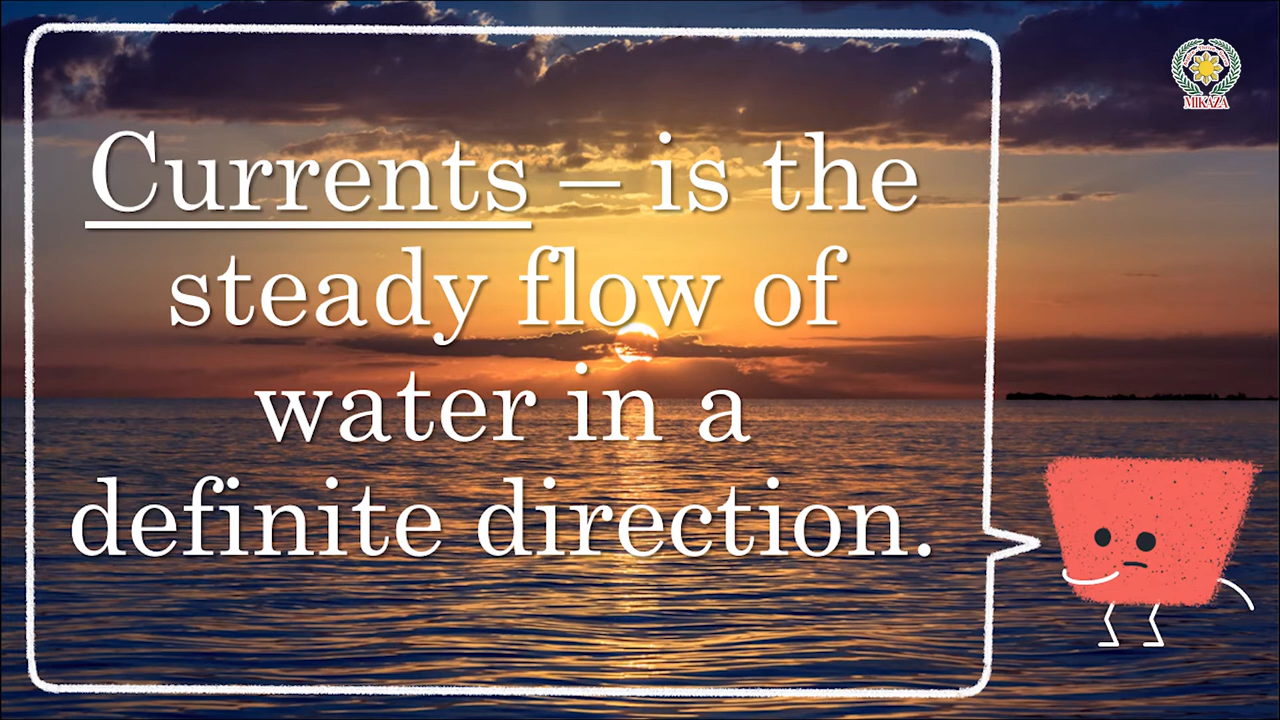 Currents – is the
steady flow of
water in a
definite direction.
MIKAZA